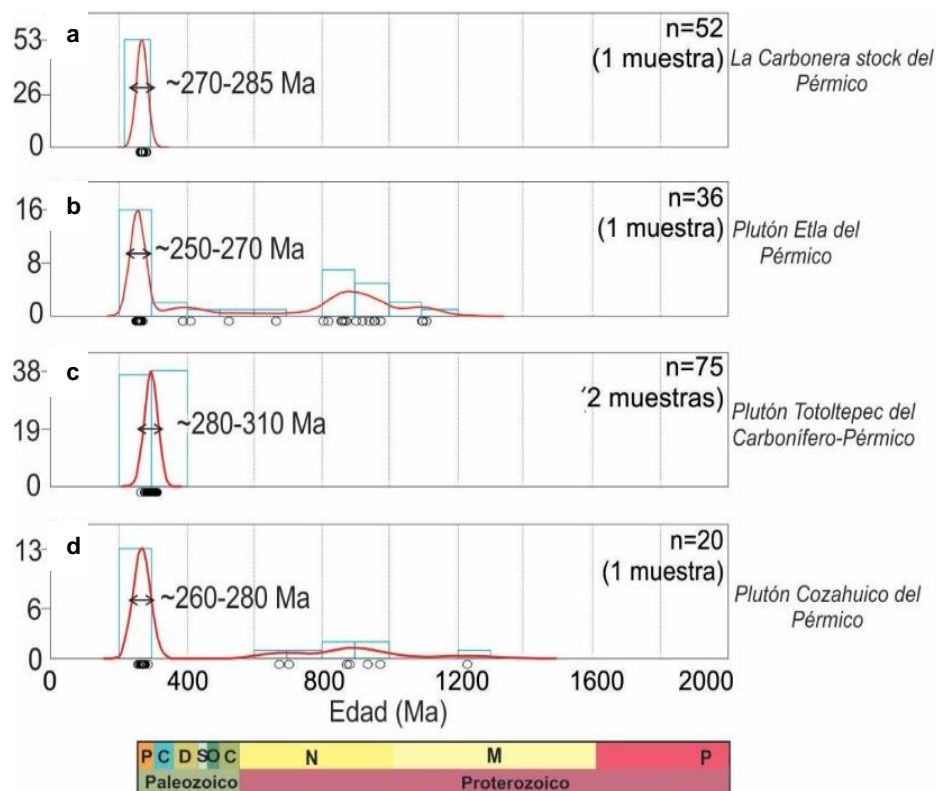 a
53
26
0
n=52
(1 muestra)
~270-285 Ma
La Carbonera stock del
Pérmico
b
16
8
0
n=36
(1 muestra)
~250-270 Ma
Plutón Etla del
Pérmico
c
38
19
0
n=75
´2 muestras)
~280-310 Ma
Plutón Totoltepec del
Carbonífero-Pérmico
d
13
6
0
n=20
(1 muestra)
~260-280 Ma
Plutón Cozahuico del
Pérmico
0 400 800 1200 1600 2000
Edad (Ma)
P C D S O C N M P
Paleozoico Proterozoico